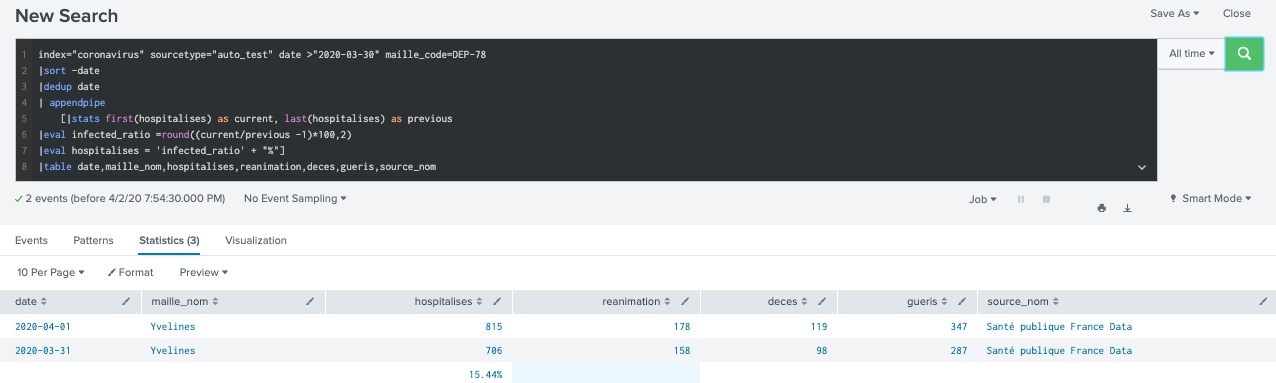 New Search
Save As ▾ Close
1 index="coronavirus" sourcetype="auto_test" date >"2020-03-30" maille_code=DEP-78
2 |sort -date
3 |dedup date
4 | appendpipe
5 [|stats first(hospitalises) as current, last(hospitalises) as previous
6 |eval infected_ratio =round((current/previous -1)*100,2)
7 |eval hospitalises = 'infected_ratio' + "%"]
8 |table date,maille_nom,hospitalises,reanimation,deces,gueris,source_nom
All time ▾
✓ 2 events (before 4/2/20 7:54:30.000 PM) No Event Sampling ▾ Job ▾ Smart Mode ▾
Events Patterns Statistics (3) Visualization
10 Per Page ▾ Format Preview ▾
date maille_nom hospitalises reanimation deces gueris source_nom
2020-04-01 Yvelines 815 178 119 347 Santé publique France Data
2020-03-31 Yvelines 706 158 98 287 Santé publique France Data
15.44%